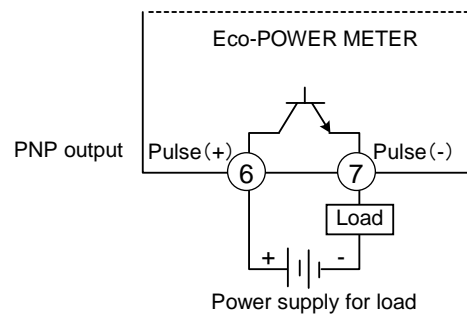 Eco-POWER METER
PNP output
Pulse(+)
Pulse(-)
6
7
Load
+
-
Power supply for load